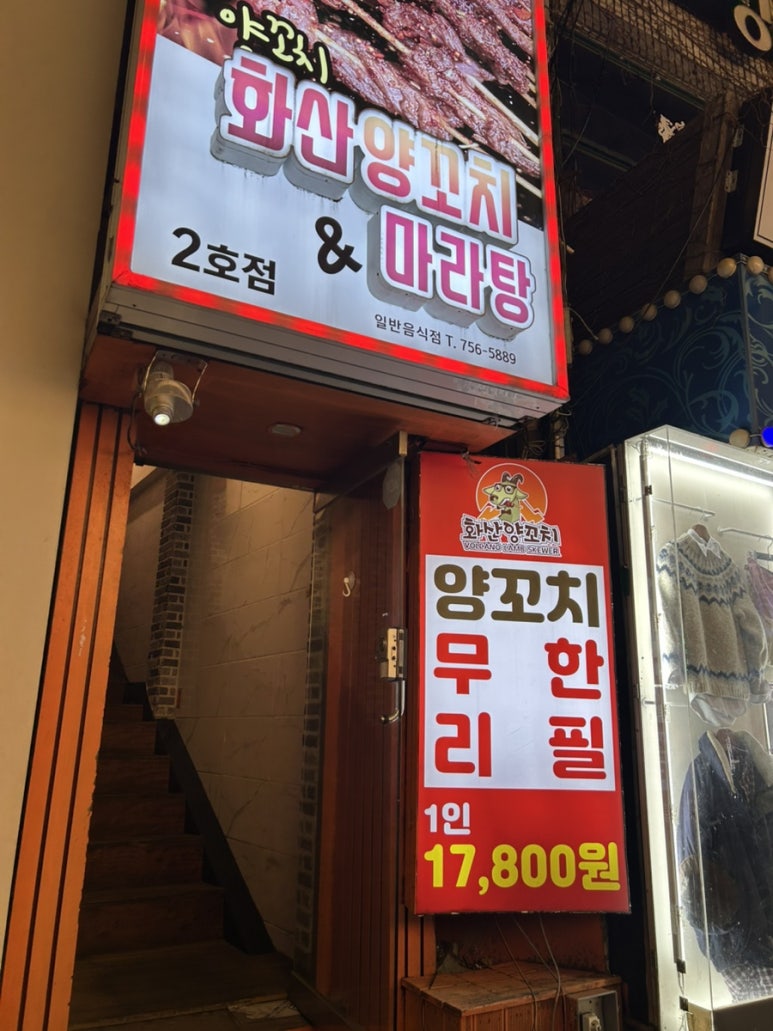 양꼬치
화산양꼬치
& 마라탕
2호점
일반음식점 T. 756-5889
화산양꼬치
VOLCANO LAMB SKEWER
양꼬치
무한
리필
1인
17,800원